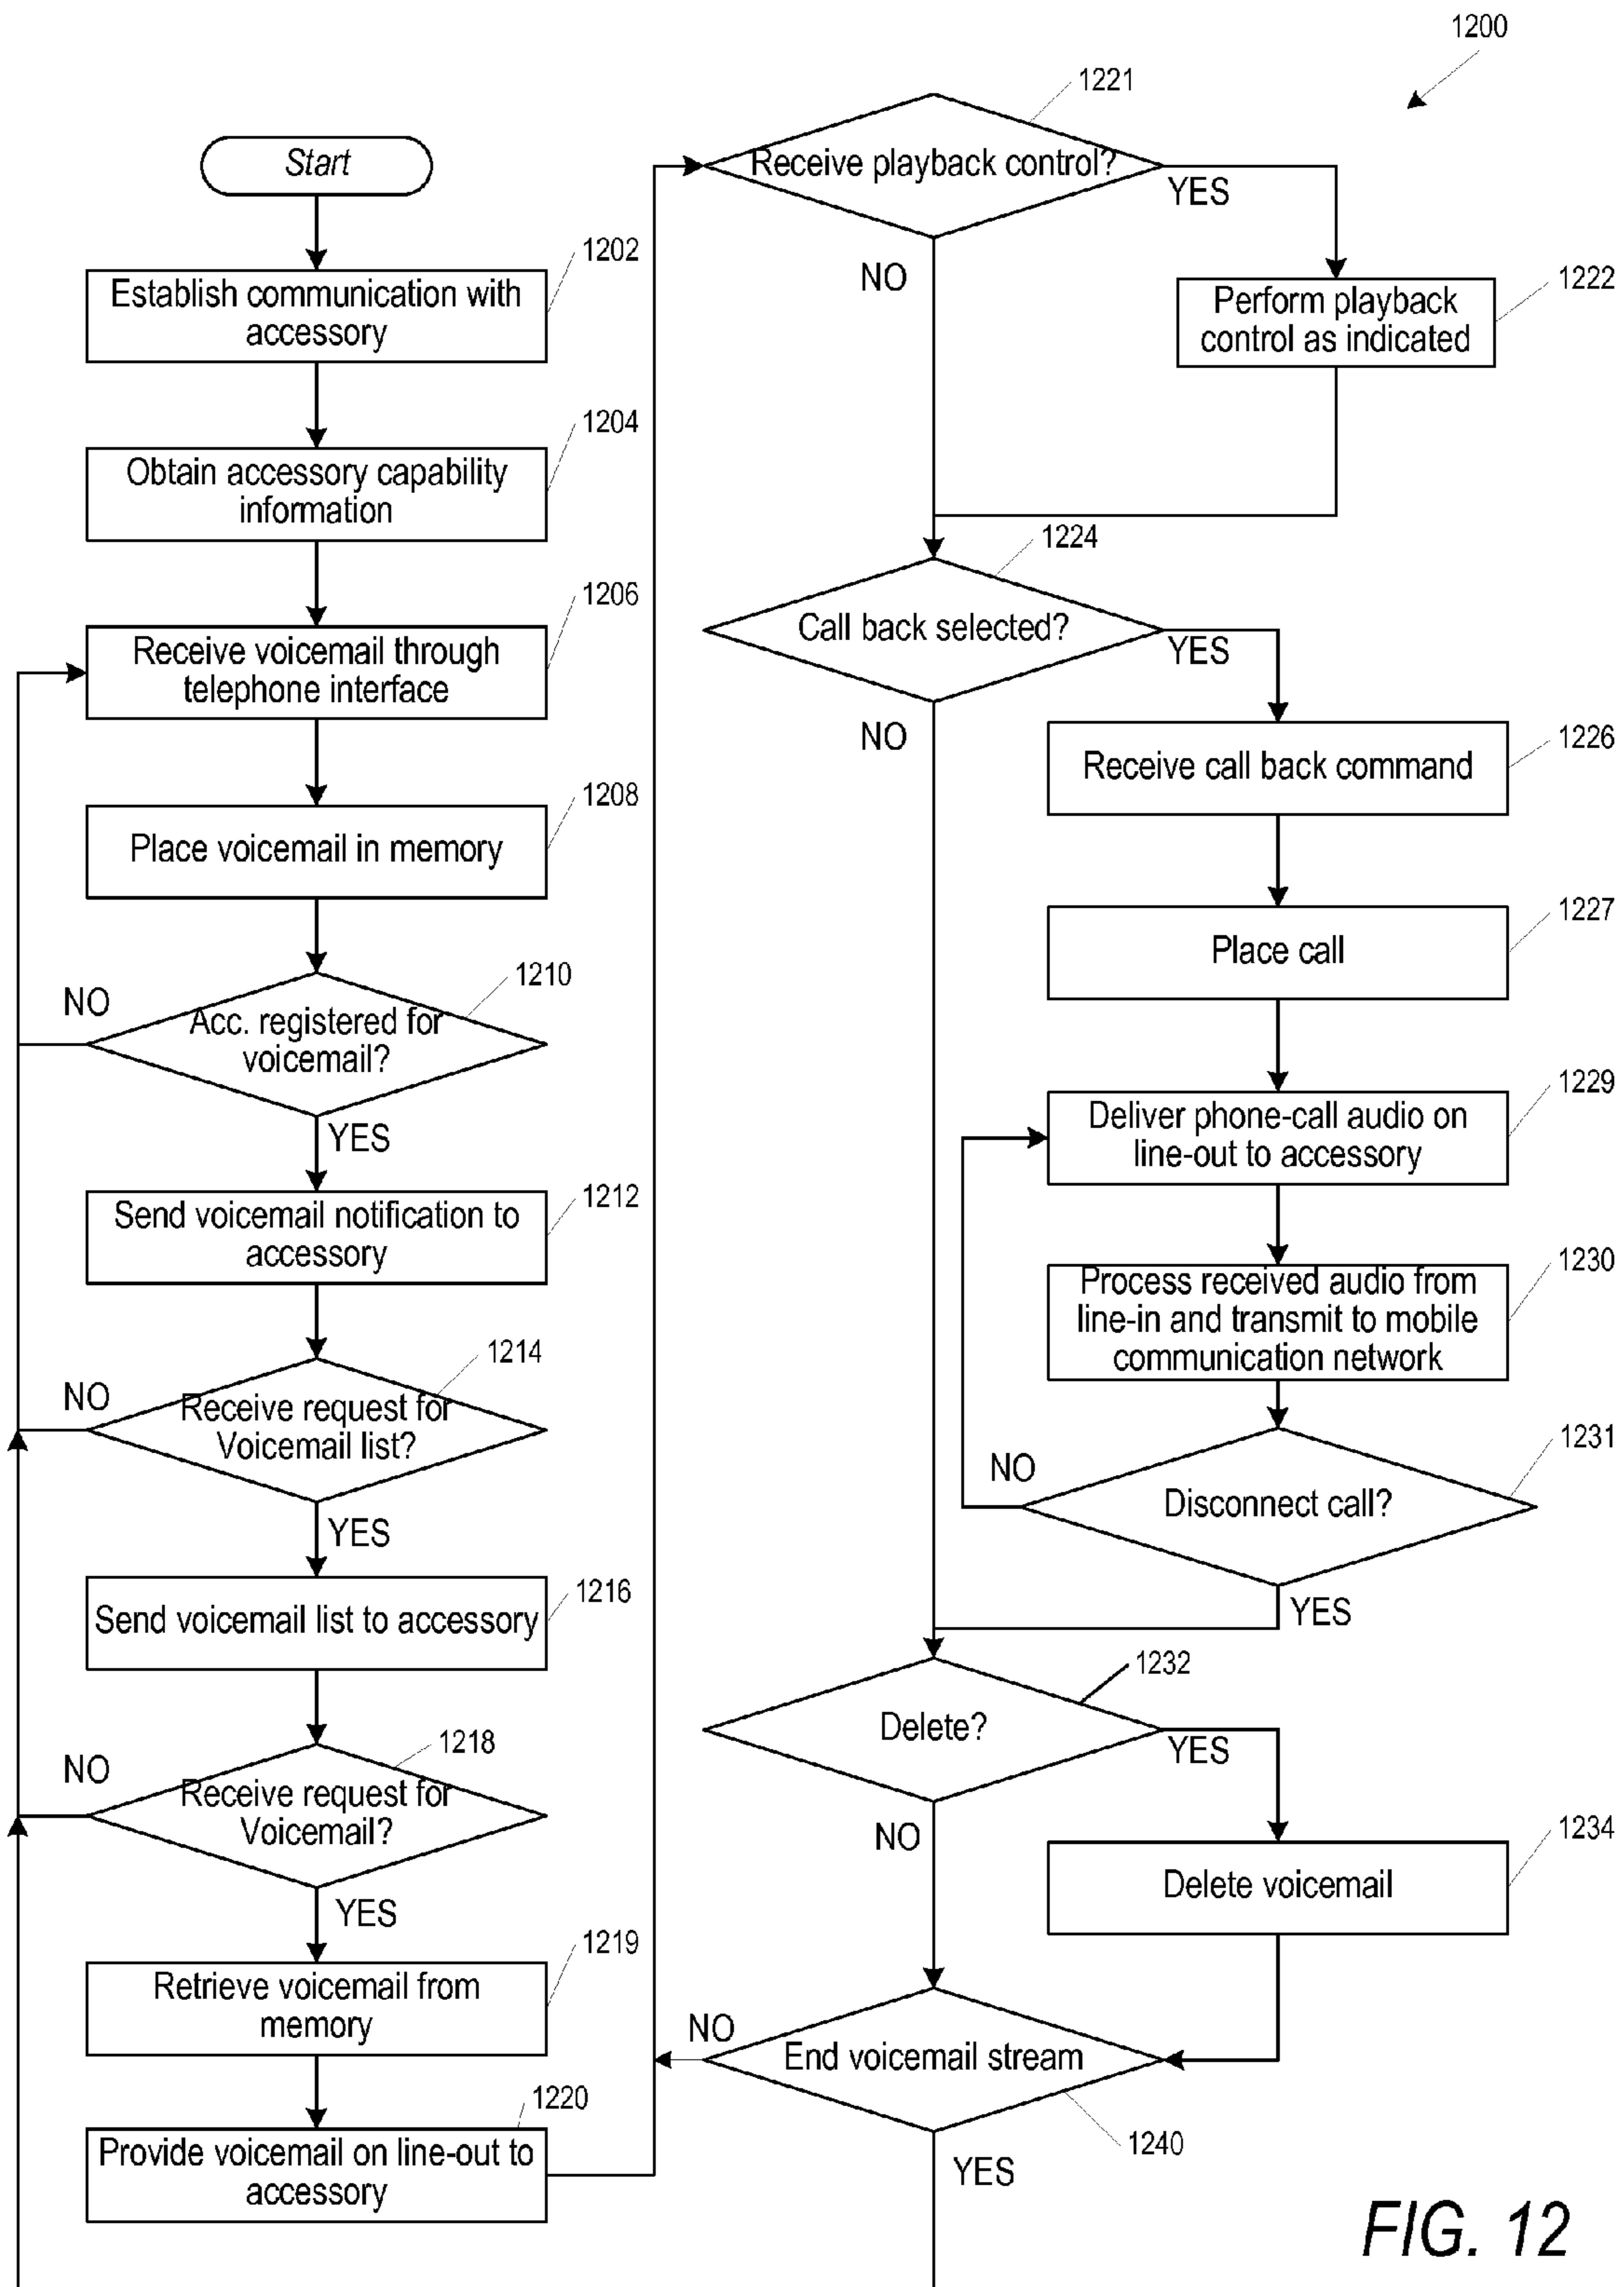 1200
Start
1202
Establish communication with
accessory
1204
Obtain accessory capability
information
1206
Receive voicemail through
telephone interface
1208
Place voicemail in memory
1210
NO
Acc. registered for
voicemail?
YES
1212
Send voicemail notification to
accessory
1214
NO
Receive request for
Voicemail list?
YES
1216
Send voicemail list to accessory
1218
NO
Receive request for
Voicemail?
YES
1219
Retrieve voicemail from
memory
1220
Provide voicemail on line-out to
accessory
1221
Receive playback control?
YES
NO
1222
Perform playback
control as indicated
1224
Call back selected?
YES
NO
1226
Receive call back command
1227
Place call
1229
Deliver phone-call audio on
line-out to accessory
1230
Process received audio from
line-in and transmit to mobile
communication network
1231
NO
Disconnect call?
YES
1232
Delete?
YES
NO
1234
Delete voicemail
NO
End voicemail stream
1240
YES
FIG. 12